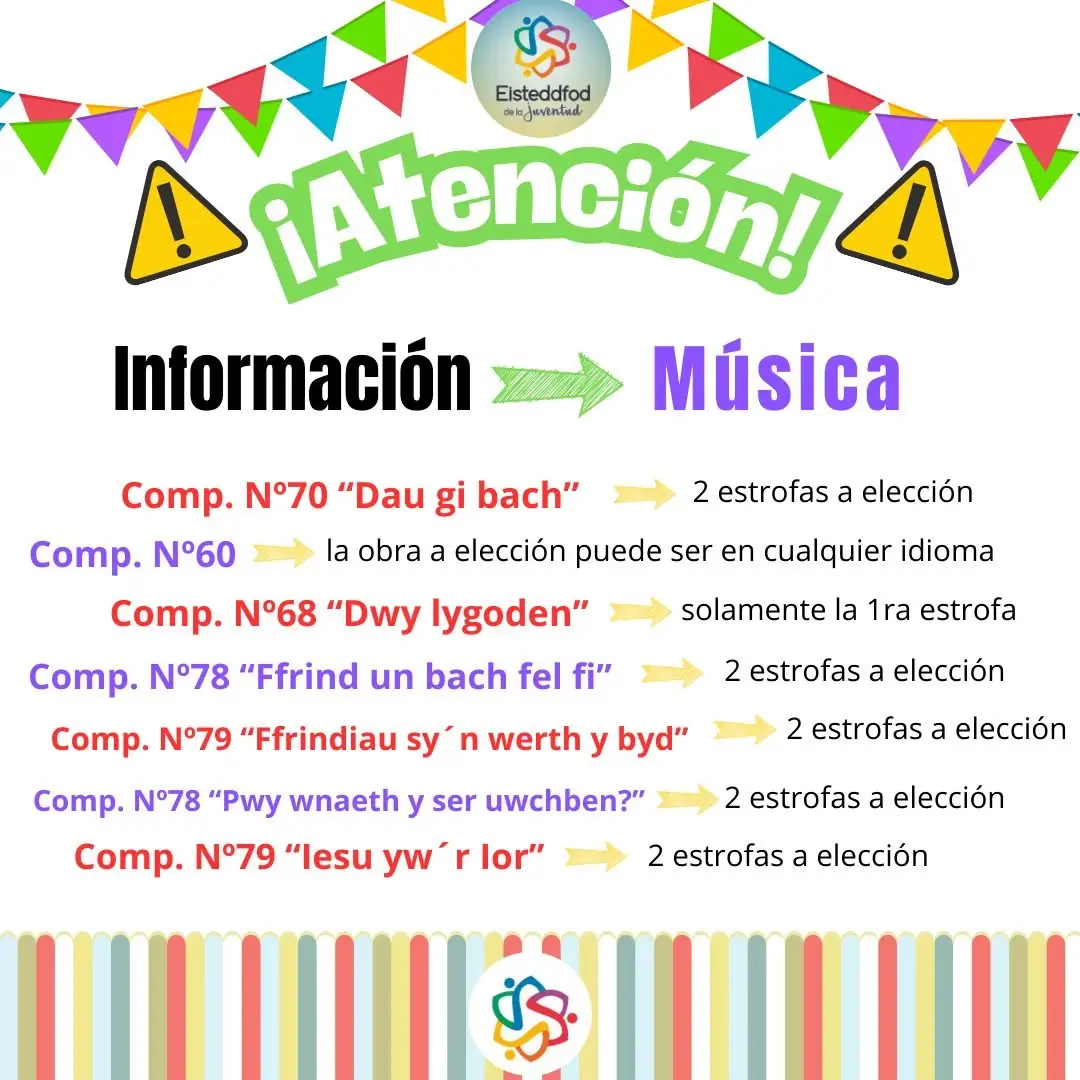 Eisteddfod
de la Juventud
¡Atención!
Información Música
Comp. Nº70 “Dau gi bach” 2 estrofas a elección
Comp. Nº60 la obra a elección puede ser en cualquier idioma
Comp. Nº68 “Dwy lygoden” solamente la 1ra estrofa
Comp. Nº78 “Ffrind un bach fel fi” 2 estrofas a elección
Comp. Nº79 “Ffrindiau sy´n werth y byd” 2 estrofas a elección
Comp. Nº78 “Pwy wnaeth y ser uwchben?” 2 estrofas a elección
Comp. Nº79 “Iesu yw´r Ior” 2 estrofas a elección